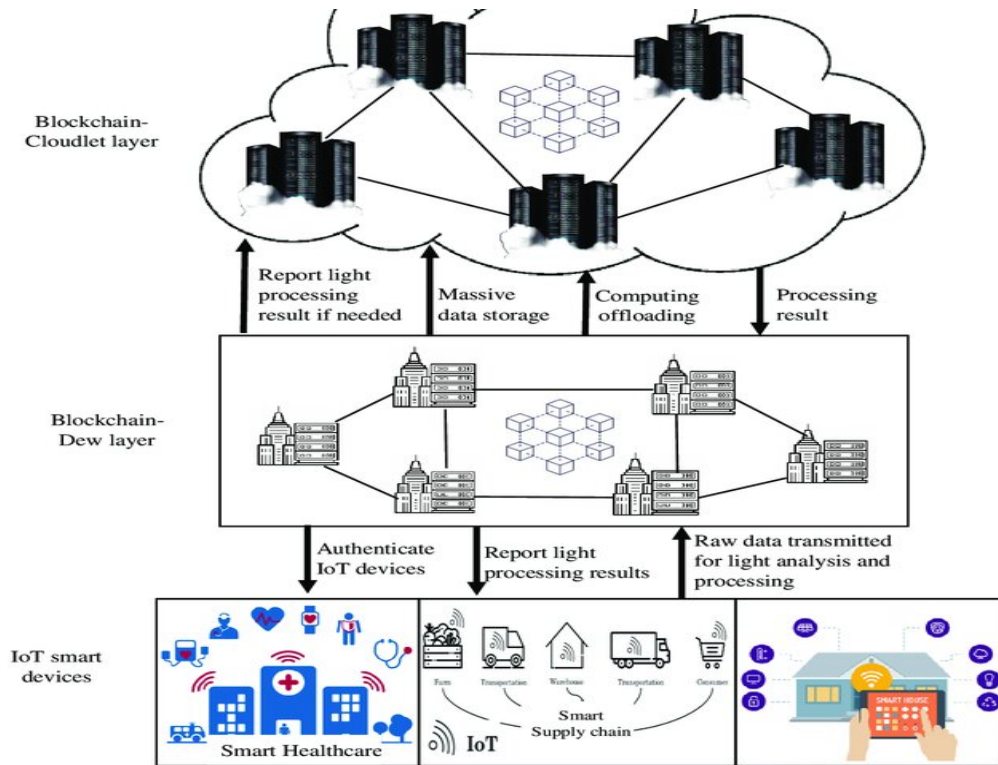 Blockchain-
Cloudlet layer
Report light
processing
result if needed
Massive
data storage
Computing
offloading
Processing
result
Blockchain-
Dew layer
Authenticate
IoT devices
Report light
processing results
Raw data transmitted
for light analysis and
processing
IoT smart
devices
Smart Healthcare
Farm
Transportation
Warehouse
Transportation
Consumer
Smart
Supply chain
IoT
SMART HOUSE